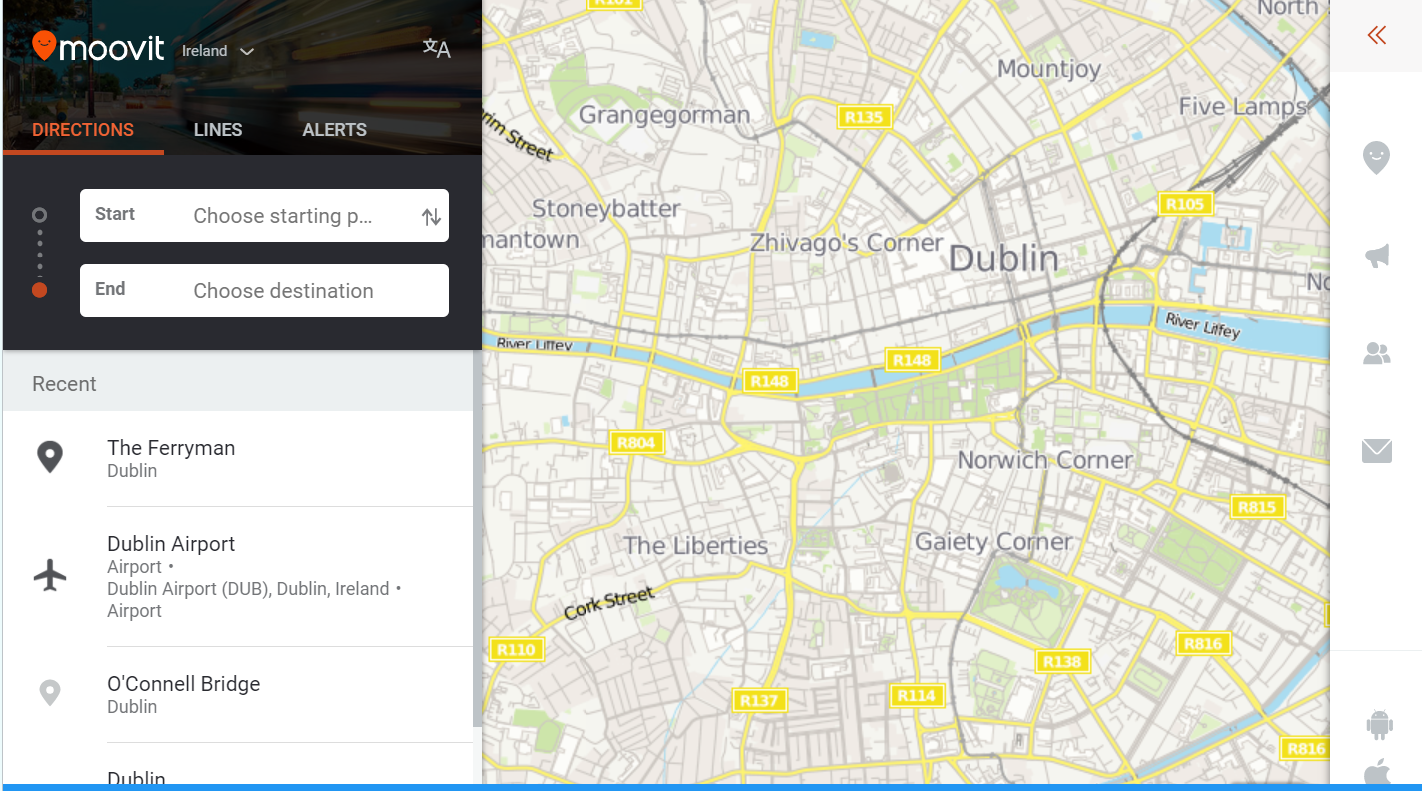 moovit
Ireland
文A
DIRECTIONS
LINES
ALERTS
Start
Choose starting p...
End
Choose destination
Recent
The Ferryman
Dublin
Dublin Airport
Airport •
Dublin Airport (DUB), Dublin, Ireland •
Airport
O'Connell Bridge
Dublin
Dublin
R101
North
Mountjoy
Grangegorman
Five Lamps
R135
rim Street
Stoneybatter
R105
mantown
Zhivago's Corner
Dublin
No
River Liffey
River Liffey
R148
R148
R804
Norwich Corner
R815
The Liberties
Gaiety Corner
Cork Street
R110
R816
R138
R137
R114
R816